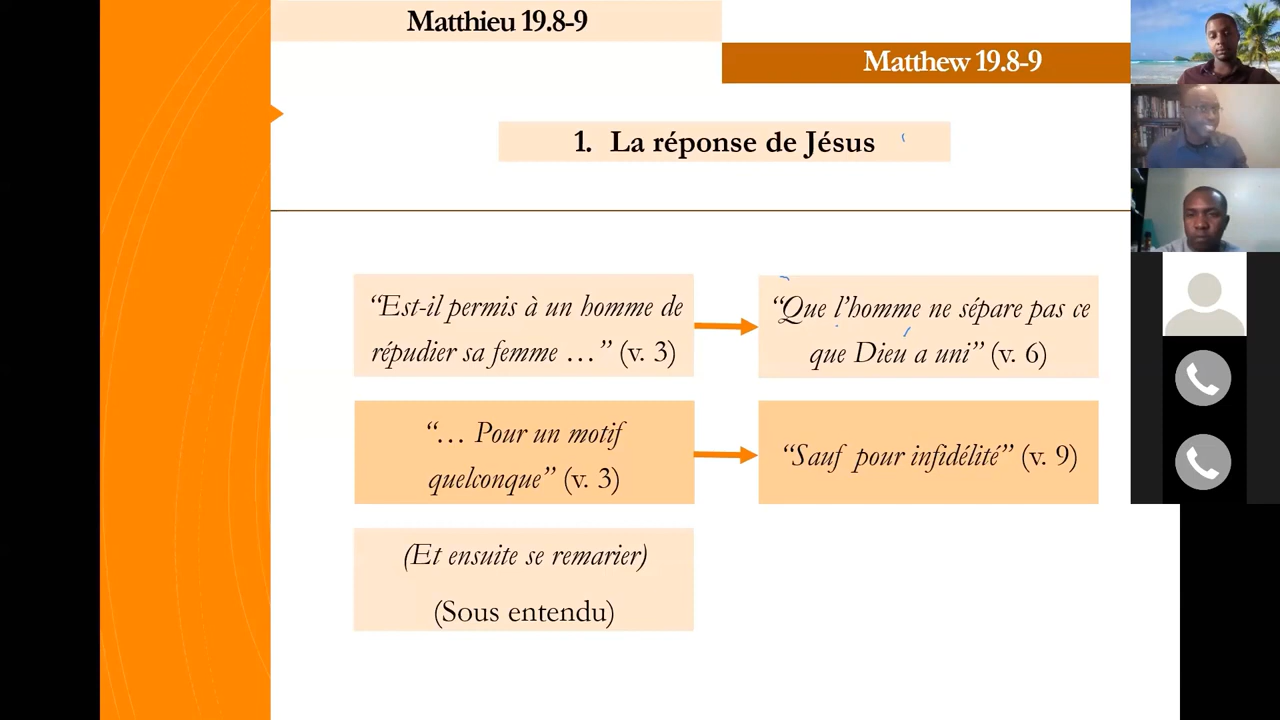 Matthieu 19.8-9
Matthew 19.8-9
1. La réponse de Jésus
“Est-il permis à un homme de
répudier sa femme …” (v. 3)
“Que l’homme ne sépare pas ce
que Dieu a uni” (v. 6)
“… Pour un motif
quelconque” (v. 3)
“Sauf pour infidélité” (v. 9)
(Et ensuite se remarier)
(Sous entendu)